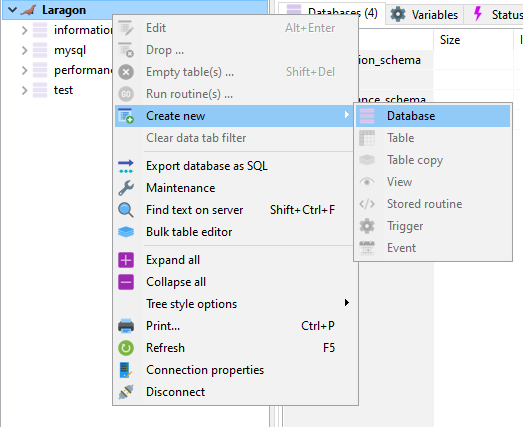 Laragon
information
mysql
performance
test
Databases (4)
Variables
Status
Size
ion_schema
ance_schema
Edit Alt+Enter
Drop ...
Empty table(s) ... Shift+Del
Run routine(s) ...
Create new
Clear data tab filter
Export database as SQL
Maintenance
Find text on server Shift+Ctrl+F
Bulk table editor
Expand all
Collapse all
Tree style options
Print... Ctrl+P
Refresh F5
Connection properties
Disconnect
Database
Table
Table copy
View
Stored routine
Trigger
Event